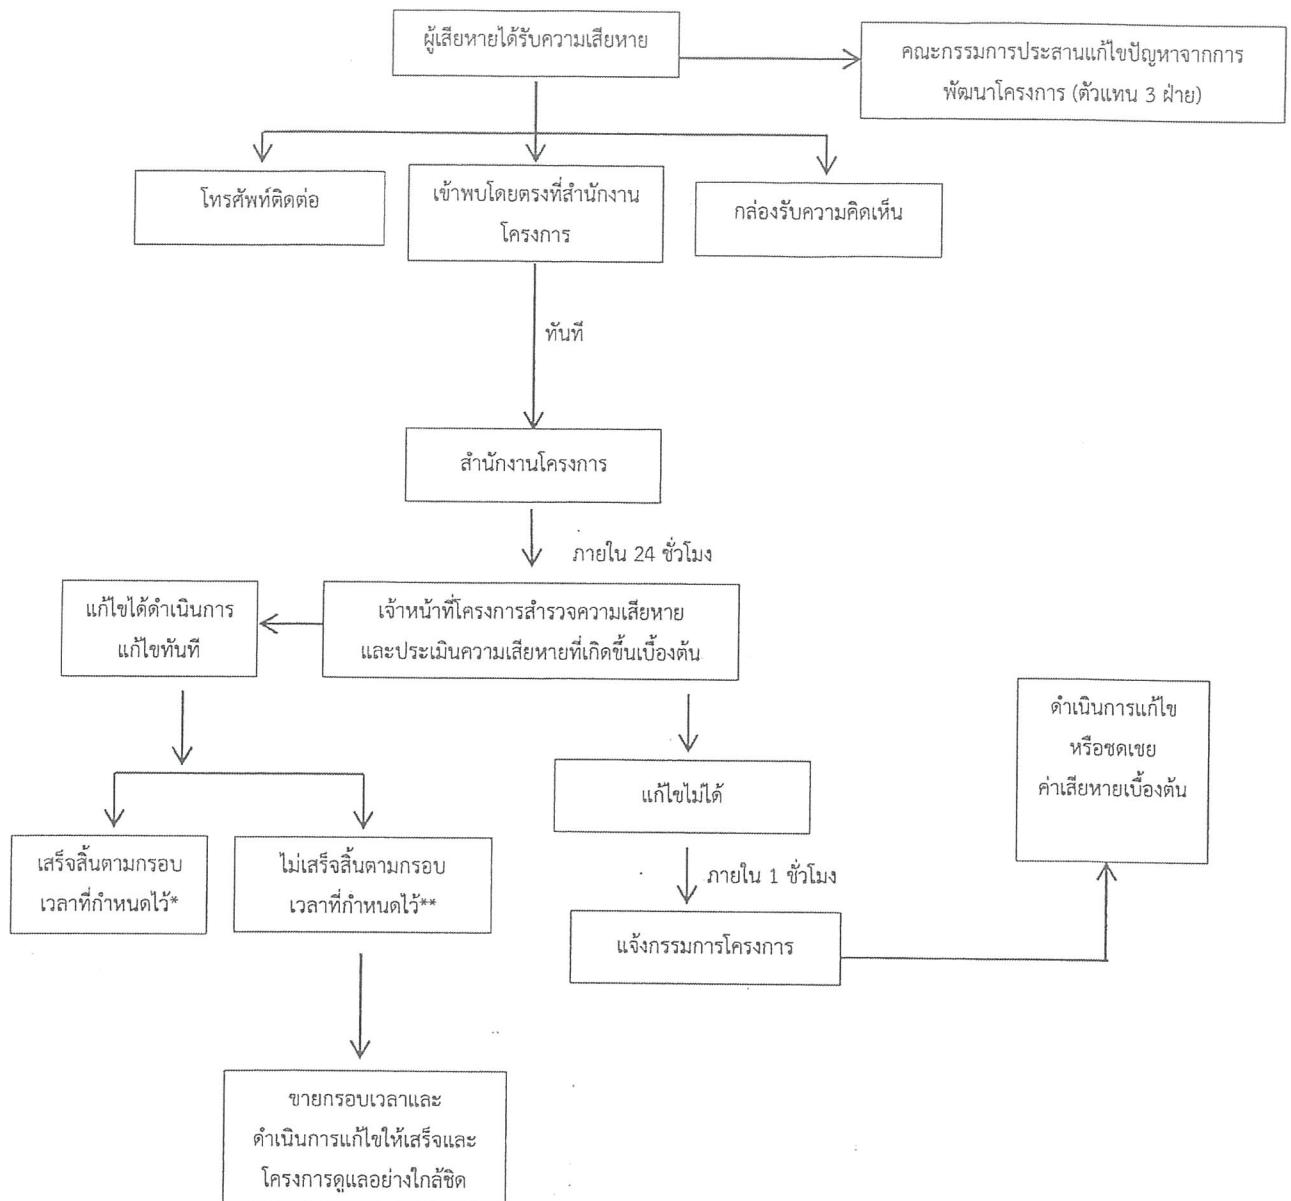 ผู้เสียหายได้รับความเสียหาย
คณะกรรมการประสานแก้ไขปัญหาจากการ
พัฒนาโครงการ (ตัวแทน 3 ฝ่าย)
โทรศัพท์ติดต่อ
เข้าพบโดยตรงที่สำนักงาน
โครงการ
กล่องรับความคิดเห็น
ทันที
สำนักงานโครงการ
ภายใน 24 ชั่วโมง
แก้ไขได้ดำเนินการ
แก้ไขทันที
เจ้าหน้าที่โครงการสำรวจความเสียหาย
และประเมินความเสียหายที่เกิดขึ้นเบื้องต้น
ดำเนินการแก้ไข
หรือชดเชย
ค่าเสียหายเบื้องต้น
แก้ไขไม่ได้
เสร็จสิ้นตามกรอบ
เวลาที่กำหนดไว้*
ไม่เสร็จสิ้นตามกรอบ
เวลาที่กำหนดไว้**
ภายใน 1 ชั่วโมง
แจ้งกรรมการโครงการ
ขายกรอบเวลาและ
ดำเนินการแก้ไขให้เสร็จและ
โครงการดูแลอย่างใกล้ชิด